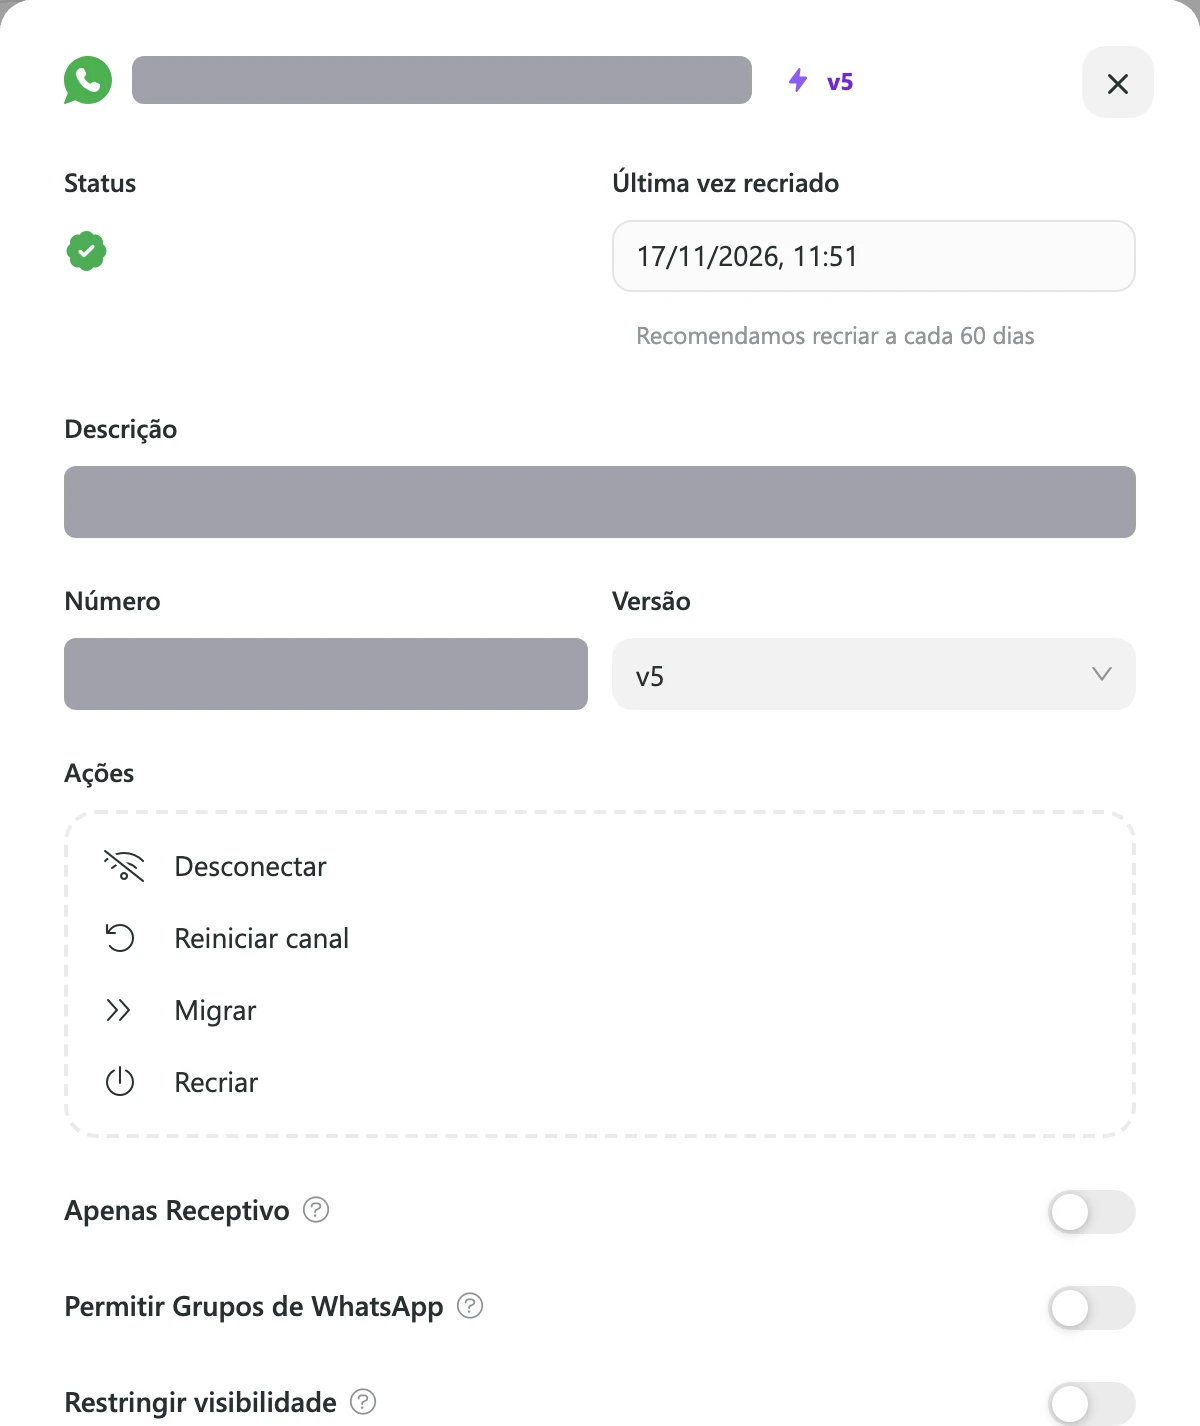 v5
Status
Última vez recriado
17/11/2026, 11:51
Recomendamos recriar a cada 60 dias
Descrição
Número
Versão
v5
Ações
Desconectar
Reiniciar canal
Migrar
Recriar
Apenas Receptivo ?
Permitir Grupos de WhatsApp ?
Restringir visibilidade ?